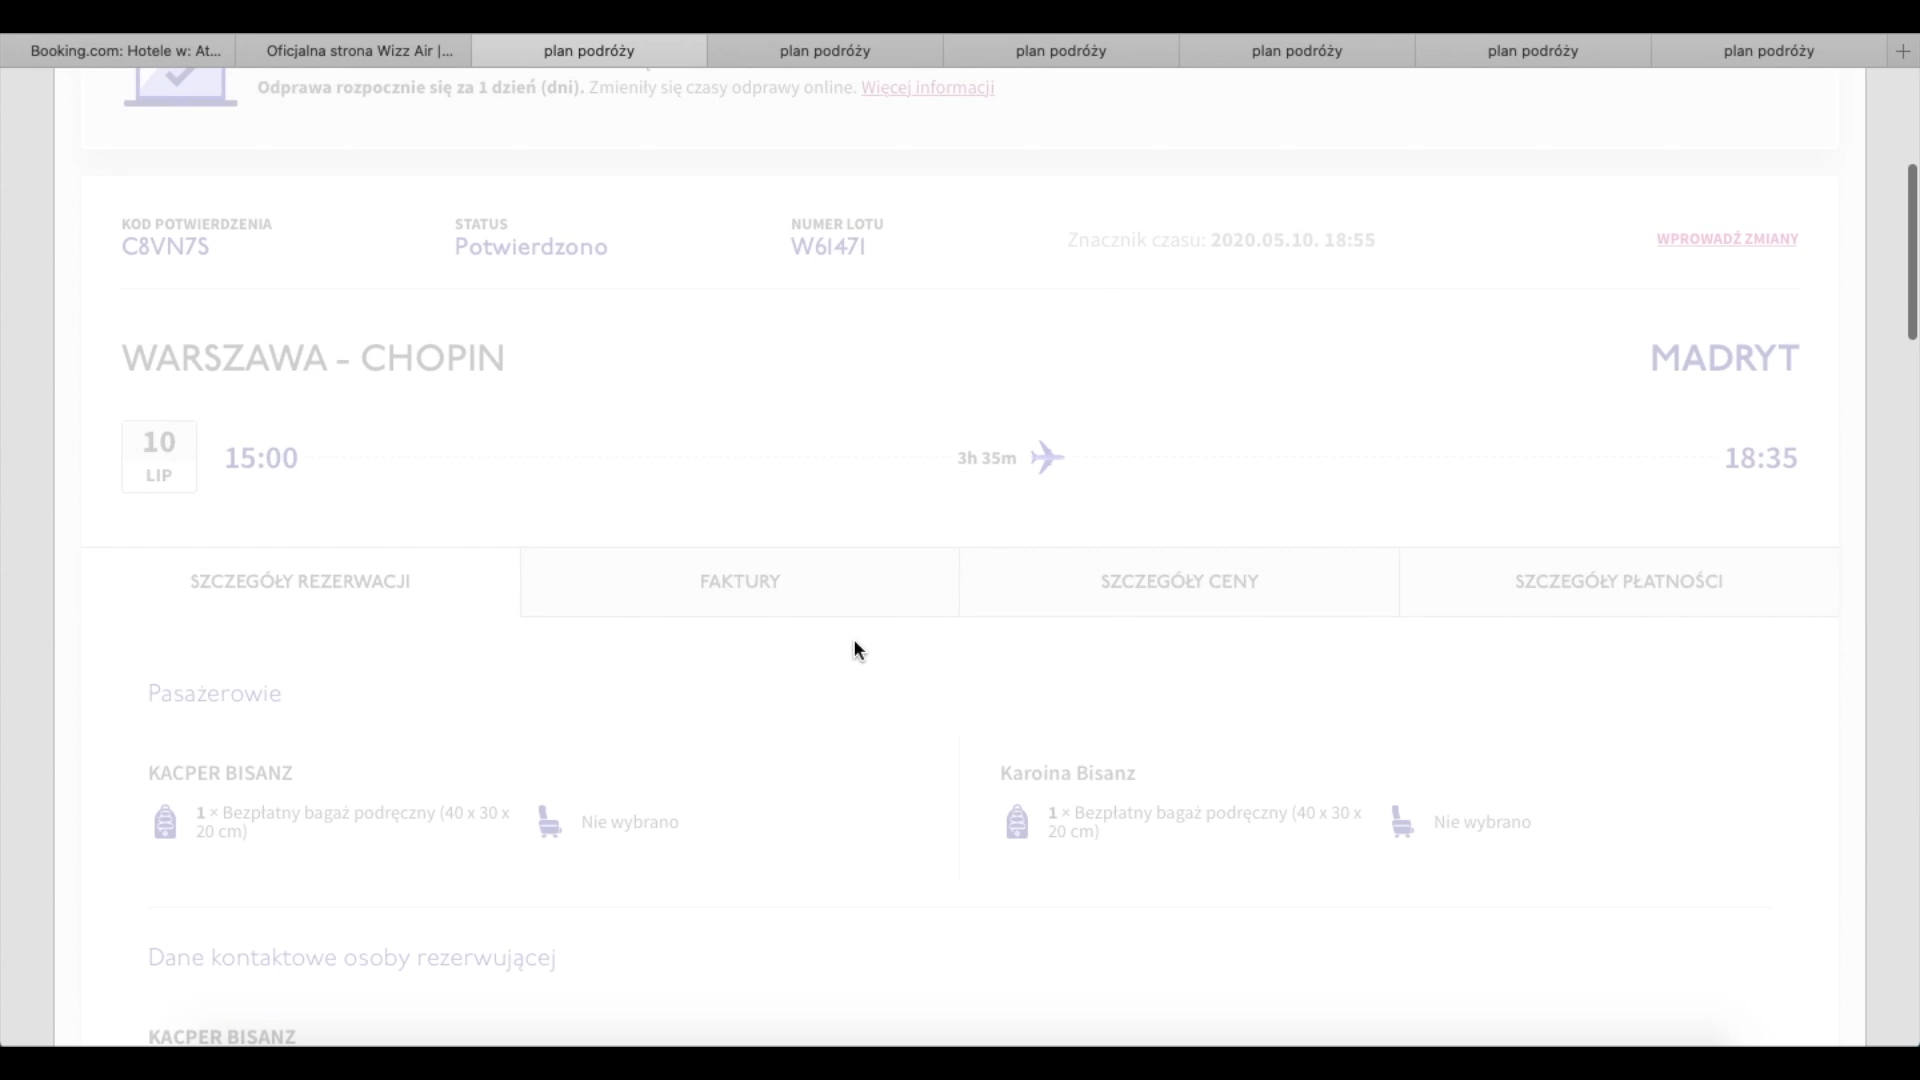 Booking.com: Hotele w: At...
Oficjalna strona Wizz Air |...
plan podróży
plan podróży
plan podróży
plan podróży
plan podróży
plan podróży
Odprawa rozpocznie się za 1 dzień (dni). Zmieniły się czasy odprawy online. Więcej informacji
KOD POTWIERDZENIA
C8VN7S
STATUS
Potwierdzono
NUMER LOTU
W61471
Znacznik czasu: 2020.05.10. 18:55
WPROWADŹ ZMIANY
WARSZAWA - CHOPIN
MADRYT
10
LIP
15:00
3h 35m
18:35
SZCZEGÓŁY REZERWACJI
FAKTURY
SZCZEGÓŁY CENY
SZCZEGÓŁY PŁATNOŚCI
Pasażerowie
KACPER BISANZ
1 × Bezpłatny bagaż podręczny (40 x 30 x
20 cm)
Nie wybrano
Karoina Bisanz
1 × Bezpłatny bagaż podręczny (40 x 30 x
20 cm)
Nie wybrano
Dane kontaktowe osoby rezerwującej
KACPER BISANZ